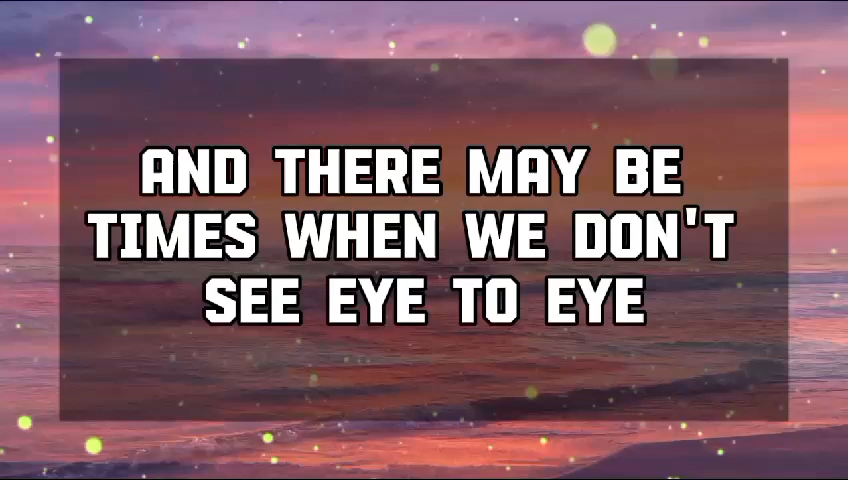 AND THERE MAY BE
TIMES WHEN WE DON'T
SEE EYE TO EYE